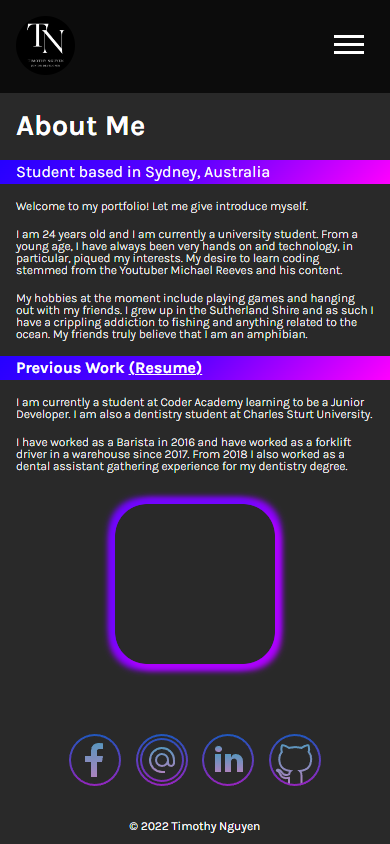 TN
TIMOTHY NGUYEN
About Me
Student based in Sydney, Australia
Welcome to my portfolio! Let me give introduce myself.
I am 24 years old and I am currently a university student. From a
young age, I have always been very hands on and technology, in
particular, piqued my interests. My desire to learn coding
stemmed from the Youtuber Michael Reeves and his content.
My hobbies at the moment include playing games and hanging
out with my friends. I grew up in the Sutherland Shire and as such I
have a crippling addiction to fishing and anything related to the
ocean. My friends truly believe that I am an amphibian.
Previous Work (Resume)
I am currently a student at Coder Academy learning to be a Junior
Developer. I am also a dentistry student at Charles Sturt University.
I have worked as a Barista in 2016 and have worked as a forklift
driver in a warehouse since 2017. From 2018 I also worked as a
dental assistant gathering experience for my dentistry degree.
f @ in
© 2022 Timothy Nguyen